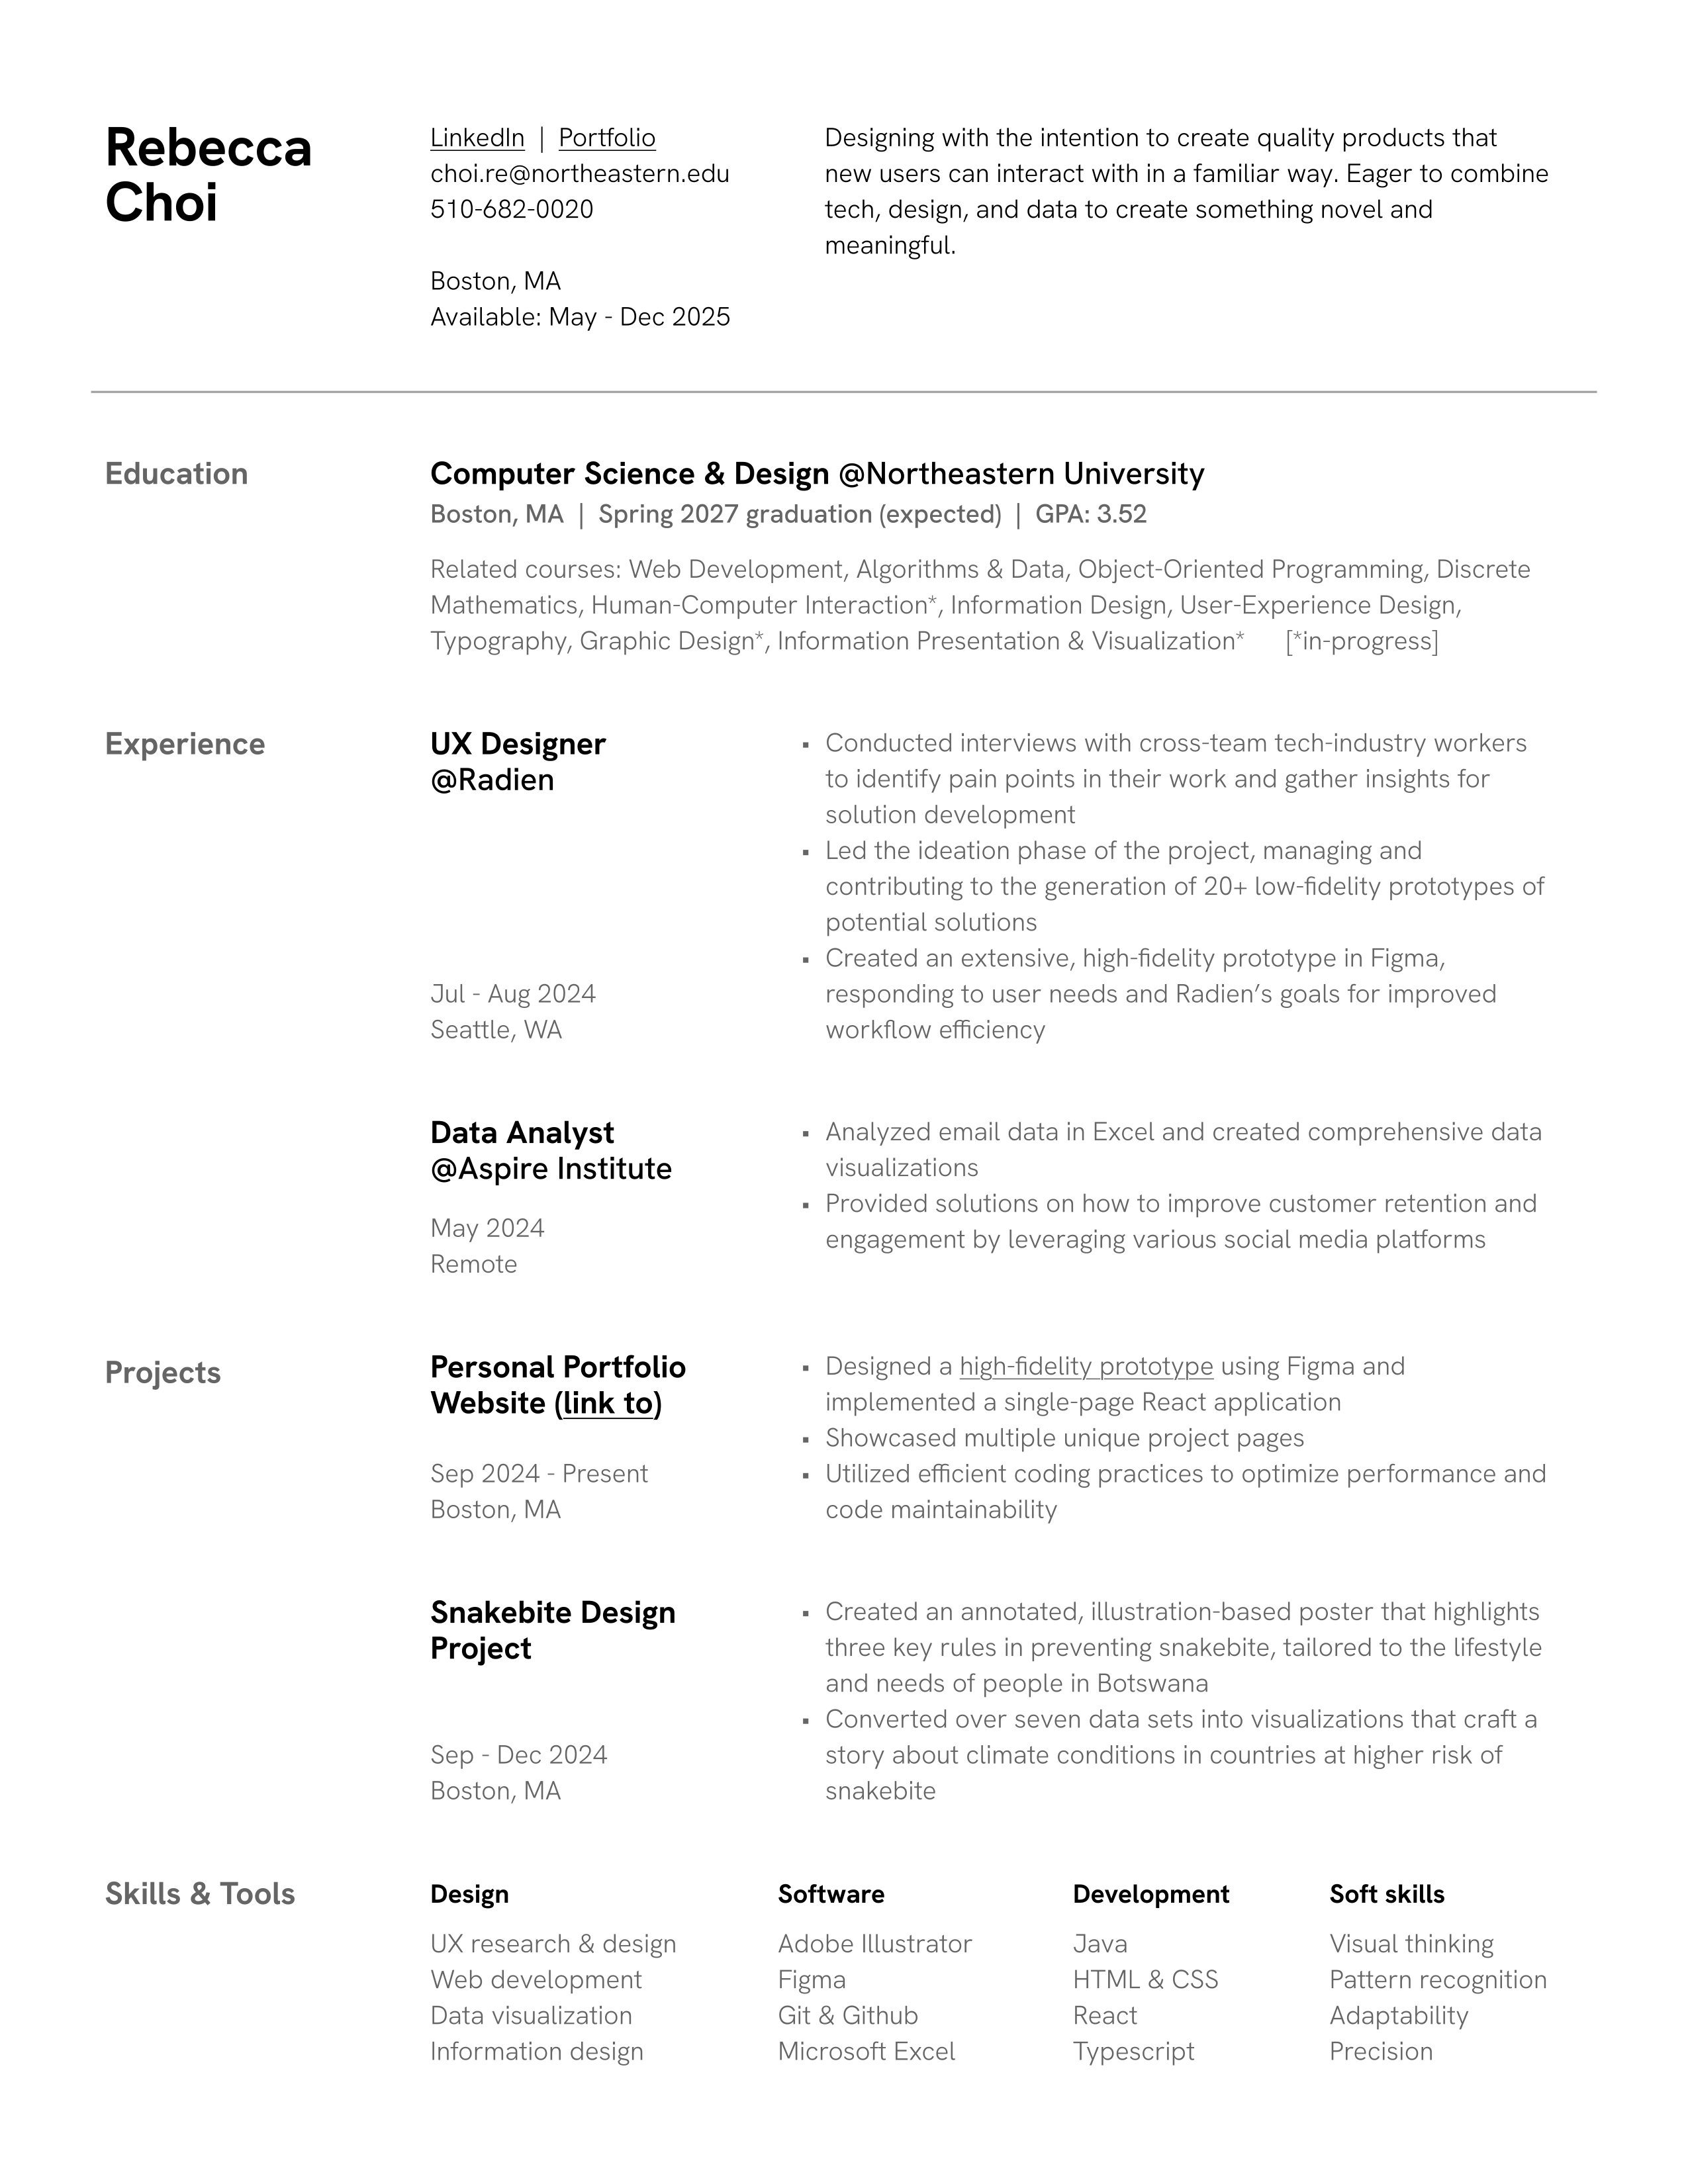 Rebecca
Choi
LinkedIn | Portfolio
choi.re@northeastern.edu
510-682-0020
Boston, MA
Available: May - Dec 2025
Designing with the intention to create quality products that
new users can interact with in a familiar way. Eager to combine
tech, design, and data to create something novel and
meaningful.
Education
Computer Science & Design @Northeastern University
Boston, MA | Spring 2027 graduation (expected) | GPA: 3.52
Related courses: Web Development, Algorithms & Data, Object-Oriented Programming, Discrete
Mathematics, Human-Computer Interaction*, Information Design, User-Experience Design,
Typography, Graphic Design*, Information Presentation & Visualization* [*in-progress]
Experience
UX Designer
@Radien
Jul - Aug 2024
Seattle, WA
▪ Conducted interviews with cross-team tech-industry workers
to identify pain points in their work and gather insights for
solution development
▪ Led the ideation phase of the project, managing and
contributing to the generation of 20+ low-fidelity prototypes of
potential solutions
▪ Created an extensive, high-fidelity prototype in Figma,
responding to user needs and Radien’s goals for improved
workflow efficiency
Data Analyst
@Aspire Institute
May 2024
Remote
▪ Analyzed email data in Excel and created comprehensive data
visualizations
▪ Provided solutions on how to improve customer retention and
engagement by leveraging various social media platforms
Projects
Personal Portfolio
Website (link to)
Sep 2024 - Present
Boston, MA
▪ Designed a high-fidelity prototype using Figma and
implemented a single-page React application
▪ Showcased multiple unique project pages
▪ Utilized efficient coding practices to optimize performance and
code maintainability
Snakebite Design
Project
Sep - Dec 2024
Boston, MA
▪ Created an annotated, illustration-based poster that highlights
three key rules in preventing snakebite, tailored to the lifestyle
and needs of people in Botswana
▪ Converted over seven data sets into visualizations that craft a
story about climate conditions in countries at higher risk of
snakebite
Skills & Tools
Design
UX research & design
Web development
Data visualization
Information design
Software
Adobe Illustrator
Figma
Git & Github
Microsoft Excel
Development
Java
HTML & CSS
React
Typescript
Soft skills
Visual thinking
Pattern recognition
Adaptability
Precision